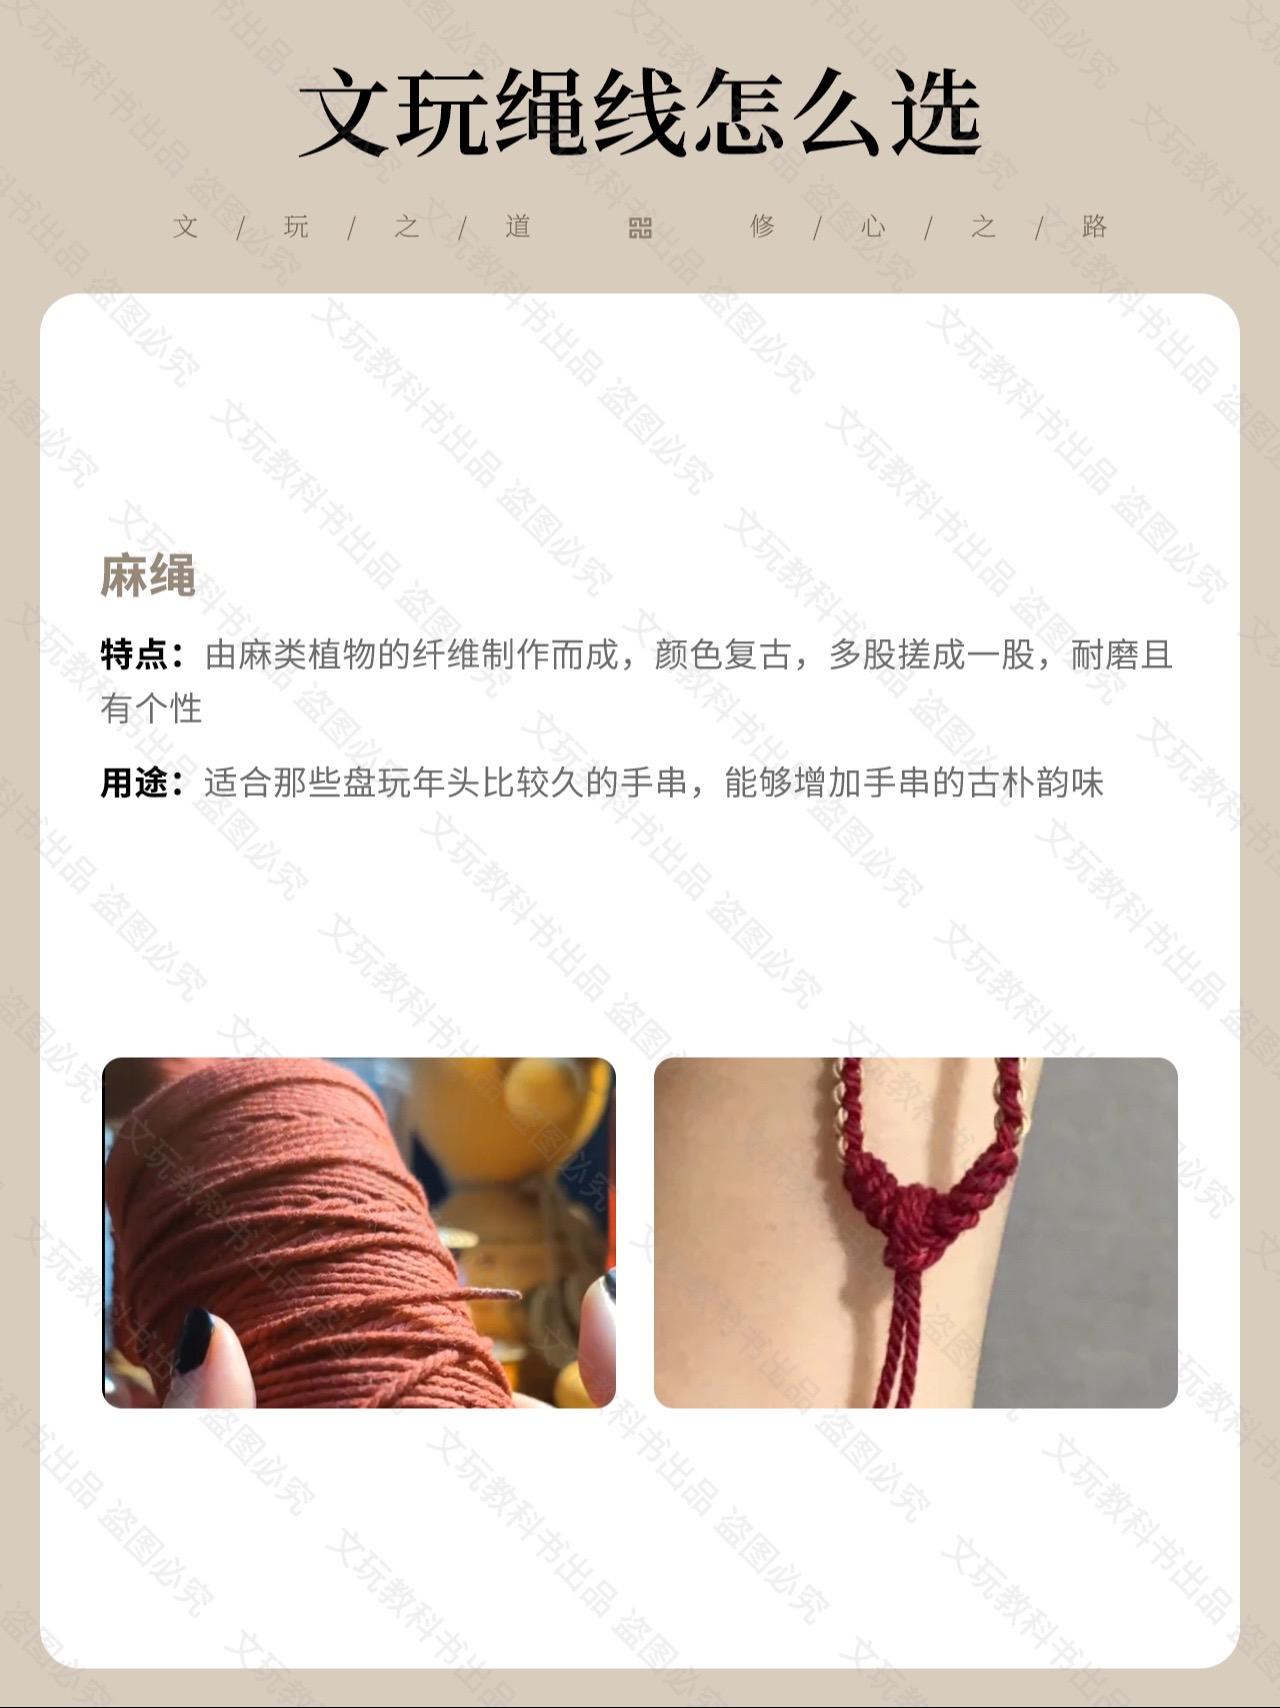 文玩绳线怎么选
文 / 玩 / 之 / 道 修 / 心 / 之 / 路
麻绳
特点：由麻类植物的纤维制作而成，颜色复古，多股搓成一股，耐磨且
有个性
用途：适合那些盘玩年头比较久的手串，能够增加手串的古朴韵味
文玩教科书出品 盗图必究